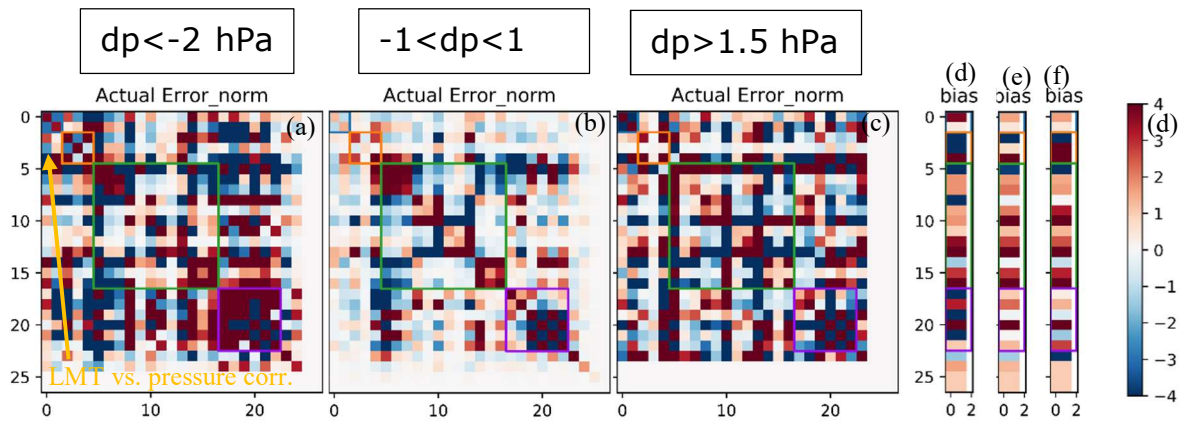 dp<-2 hPa
-1<dp<1
dp>1.5 hPa
Actual Error_norm
Actual Error_norm
Actual Error_norm
(a)
(b)
(c)
(d)
(e)
(f)
bias
bias
bias
(d)
LMT vs. pressure corr.
0
5
10
15
20
25
0 10 20
0 10 20
0 10 20
0
5
10
15
20
25
0 2
0 2
0 2
4
3
2
1
0
−1
−2
−3
−4